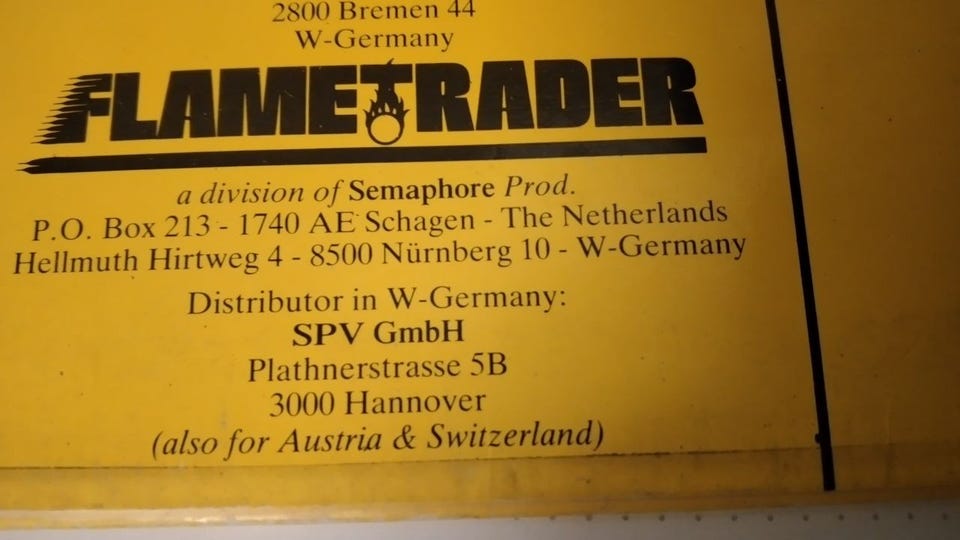 2800 Bremen 44
W-Germany
FLAMETRADER
a division of Semaphore Prod.
P.O. Box 213 - 1740 AE Schagen - The Netherlands
Hellmuth Hirtweg 4 - 8500 Nürnberg 10 - W-Germany
Distributor in W-Germany:
SPV GmbH
Plathnerstrasse 5B
3000 Hannover
(also for Austria & Switzerland)